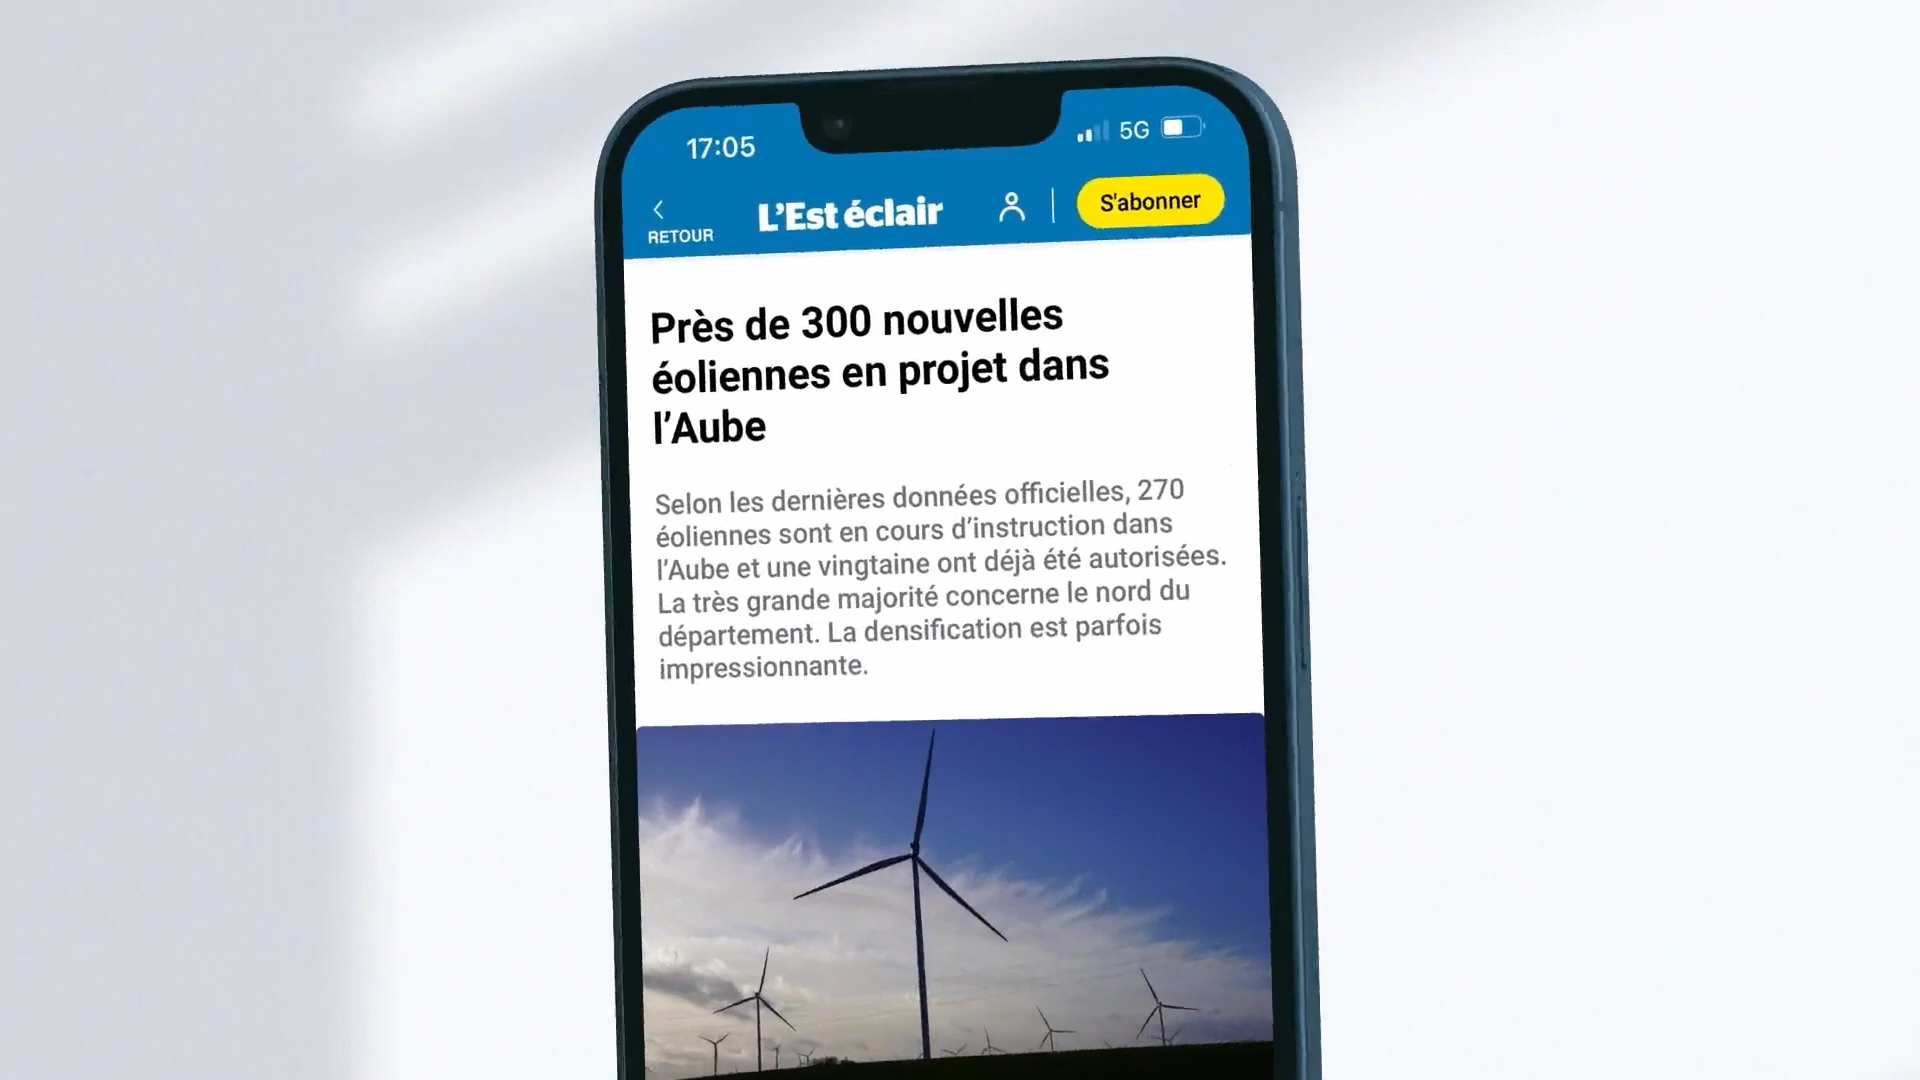 17:05
5G
RETOUR
L'Est éclair
S'abonner
Près de 300 nouvelles
éoliennes en projet dans
l’Aube
Selon les dernières données officielles, 270
éoliennes sont en cours d’instruction dans
l’Aube et une vingtaine ont déjà été autorisées.
La très grande majorité concerne le nord du
département. La densification est parfois
impressionnante.